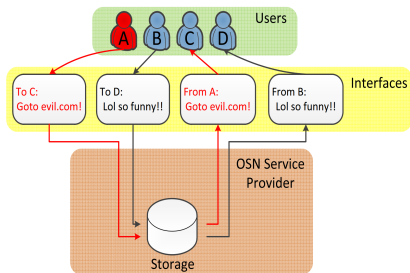 Users
A B C D
Interfaces
To C:
Goto evil.com!
To D:
Lol so funny!!
From A:
Goto evil.com!
From B:
Lol so funny!!
OSN Service
Provider
Storage